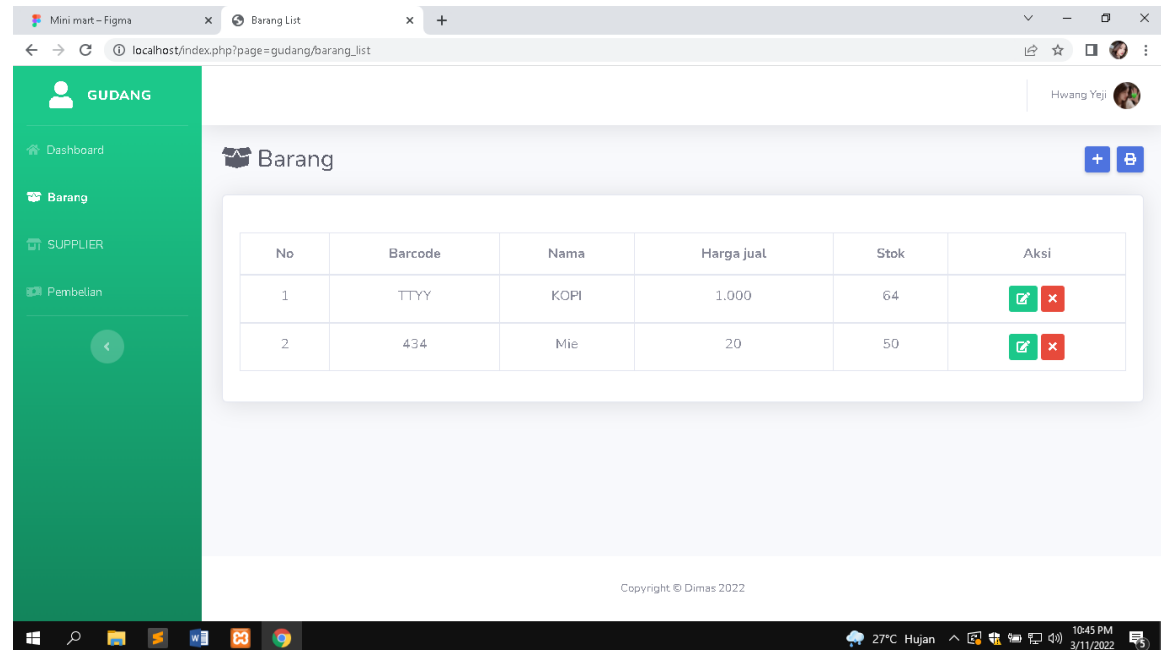 Mini mart – Figma
Barang List
localhost/index.php?page=gudang/barang_list
GUDANG
Hwang Yeji
Dashboard
Barang
SUPPLIER
Pembelian
Barang
No Barcode Nama Harga jual Stok Aksi
1 TTYY KOPI 1.000 64
2 434 Mie 20 50
Copyright © Dimas 2022
27°C Hujan
10:45 PM
3/11/2022
5